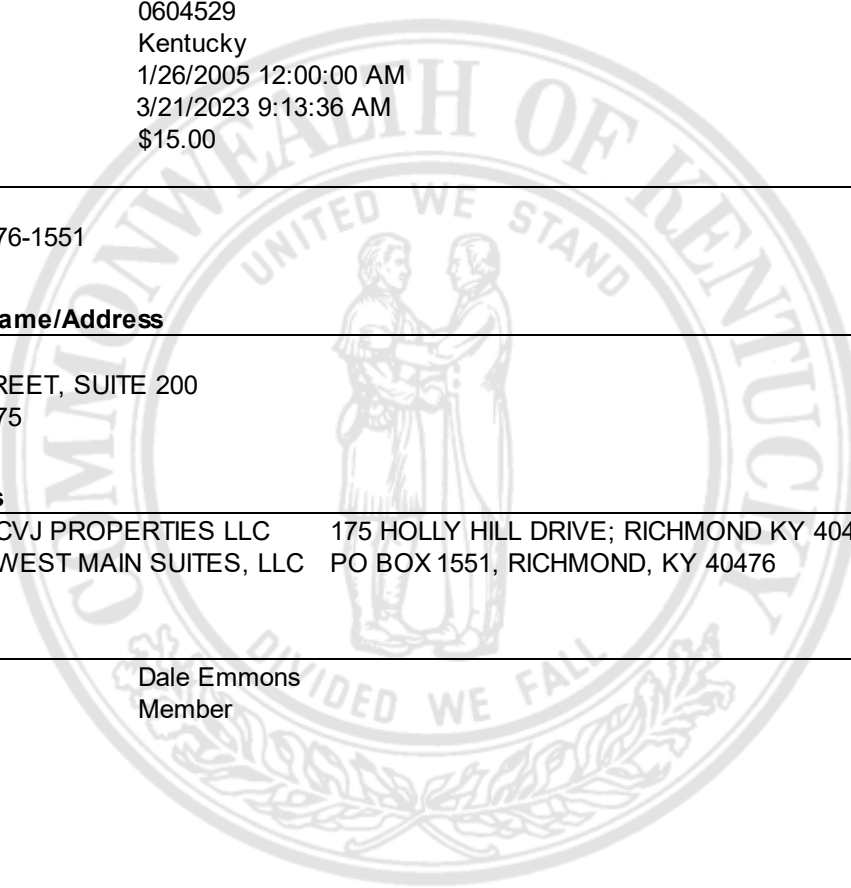 0604529
Kentucky
1/26/2005 12:00:00 AM
3/21/2023 9:13:36 AM
$15.00
76-1551
ame/Address
REET, SUITE 200
75
s
CVJ PROPERTIES LLC 175 HOLLY HILL DRIVE; RICHMOND KY 404
WEST MAIN SUITES, LLC PO BOX 1551, RICHMOND, KY 40476
Dale Emmons
Member
COMMONWEALTH OF KENTUCKY
UNITED WE STAND
DIVIDED WE FALL